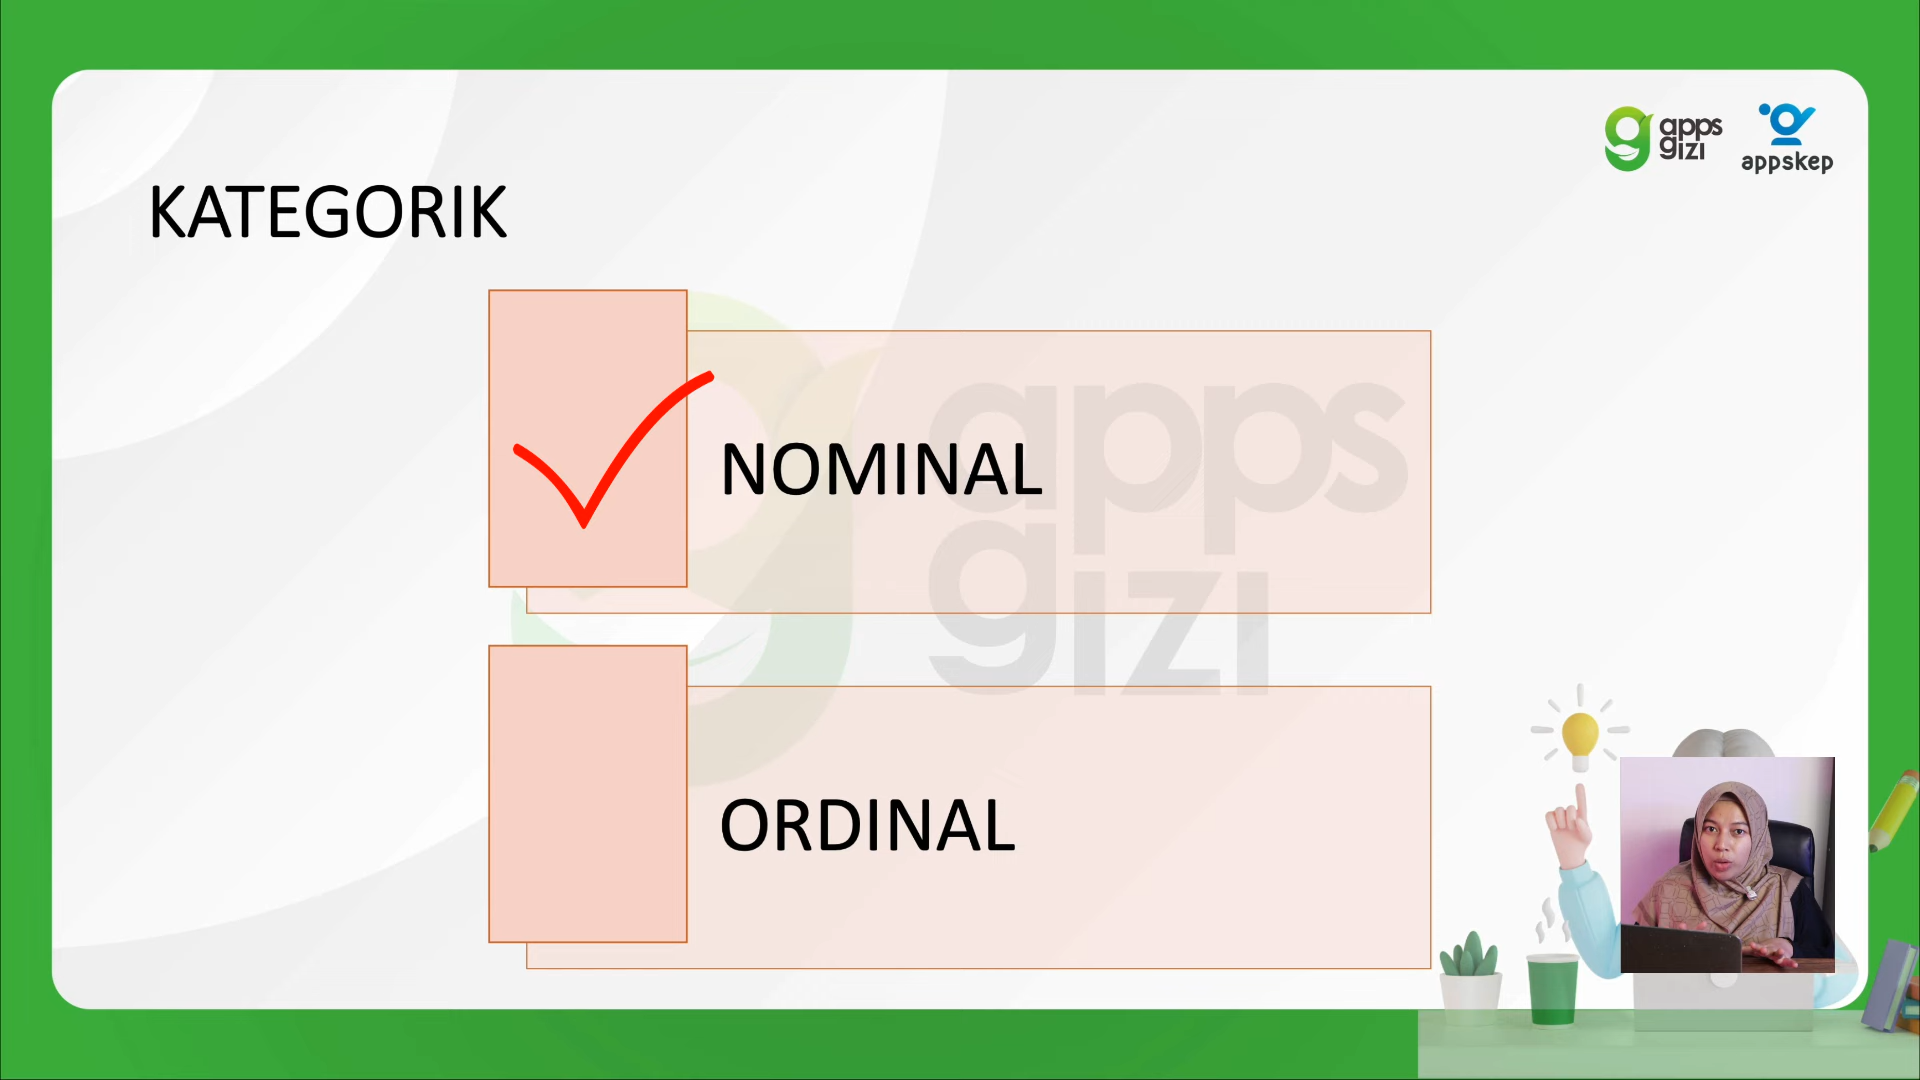 apps
gizi
appskep
KATEGORIK
NOMINAL
apps
gizi
ORDINAL